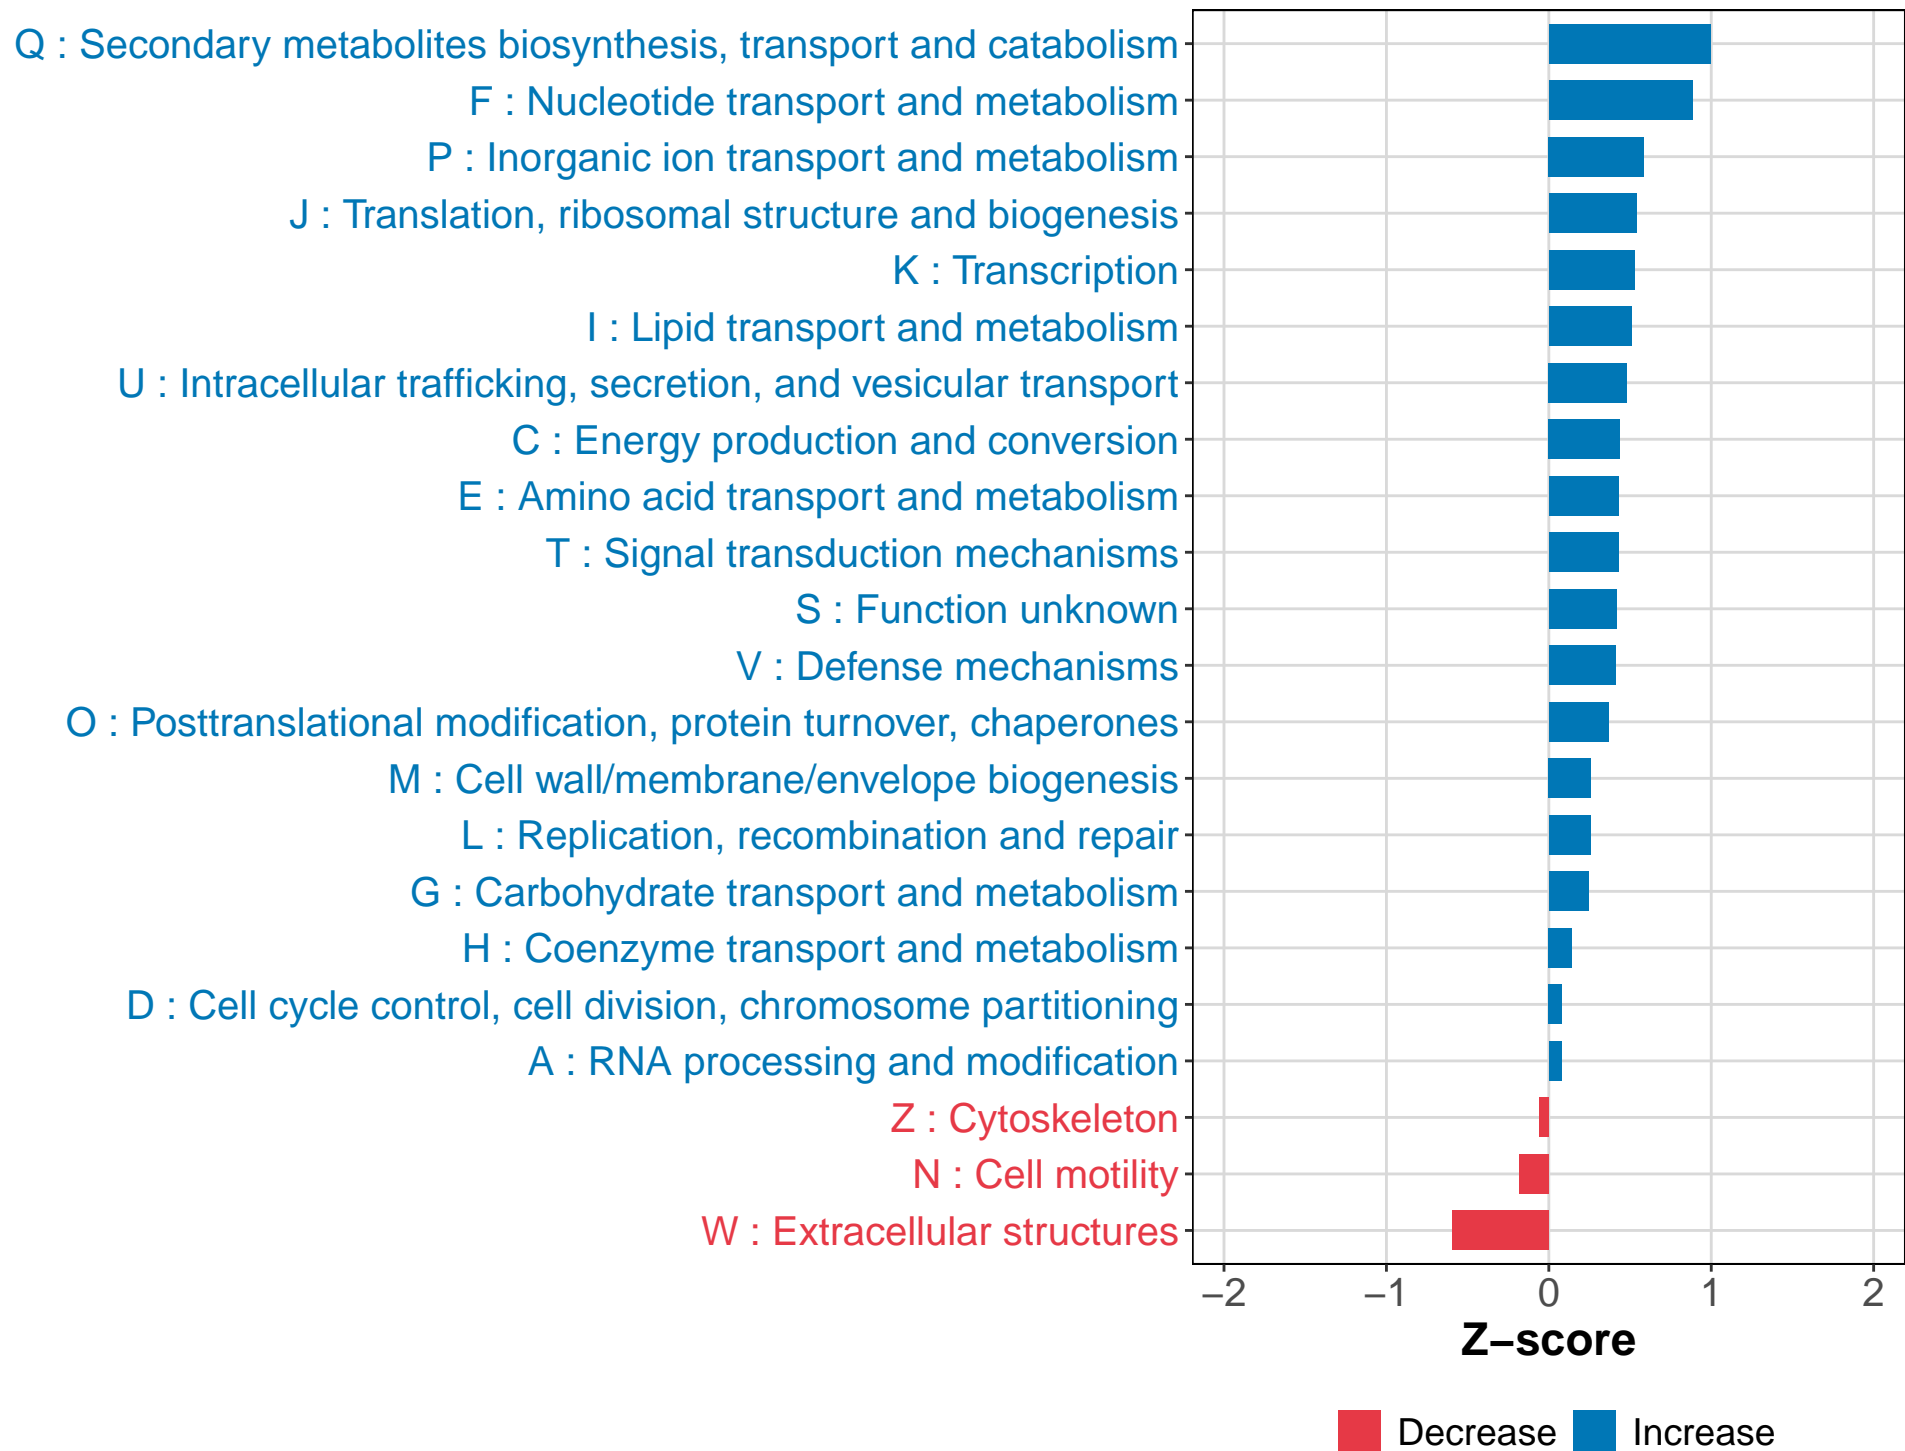 Q : Secondary metabolites biosynthesis, transport and catabolism
F : Nucleotide transport and metabolism
P : Inorganic ion transport and metabolism
J : Translation, ribosomal structure and biogenesis
K : Transcription
I : Lipid transport and metabolism
U : Intracellular trafficking, secretion, and vesicular transport
C : Energy production and conversion
E : Amino acid transport and metabolism
T : Signal transduction mechanisms
S : Function unknown
V : Defense mechanisms
O : Posttranslational modification, protein turnover, chaperones
M : Cell wall/membrane/envelope biogenesis
L : Replication, recombination and repair
G : Carbohydrate transport and metabolism
H : Coenzyme transport and metabolism
D : Cell cycle control, cell division, chromosome partitioning
A : RNA processing and modification
Z : Cytoskeleton
N : Cell motility
W : Extracellular structures
−2 −1 0 1 2
Z−score
Decrease Increase